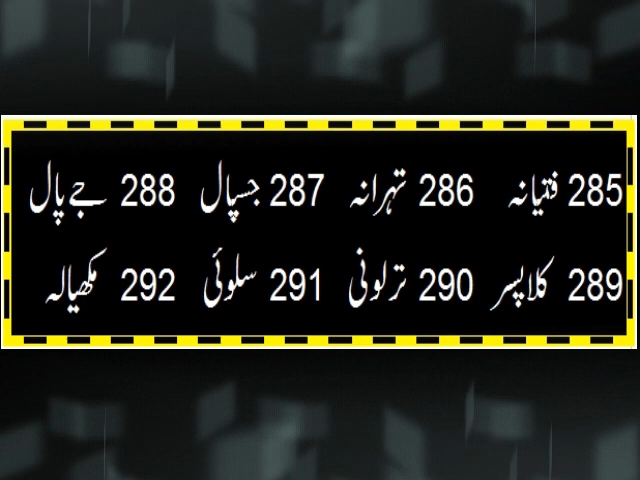 285 فتیانہ 286 تہرانہ 287 جسپال 288 جے پال
289 کلاپسر 290 ترلونی 291 سلوئی 292 مکھیالہ